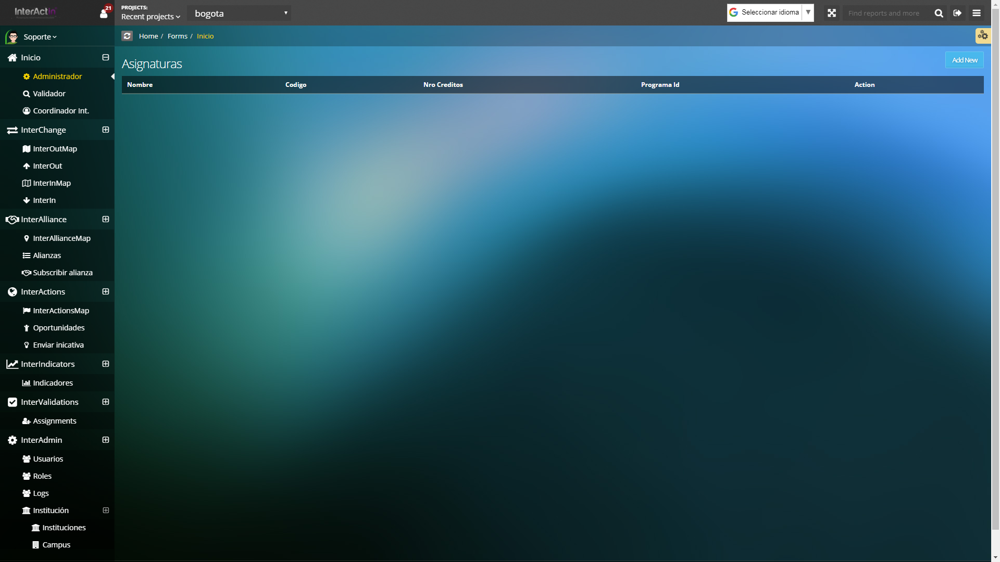 InterActin
21
PROJECTS:
Recent projects
bogota
Seleccionar idioma
Find reports and more
Soporte
Home / Forms / Inicio
Inicio
Administrador
Validador
Coordinador Int.
InterChange
InterOutMap
InterOut
InterInMap
InterIn
InterAlliance
InterAllianceMap
Alianzas
Subscribir alianza
InterActions
InterActionsMap
Oportunidades
Enviar inicativa
InterIndicators
Indicadores
InterValidations
Assignments
InterAdmin
Usuarios
Roles
Logs
Institución
Instituciones
Campus
Asignaturas
Add New
Nombre Codigo Nro Creditos Programa Id Action